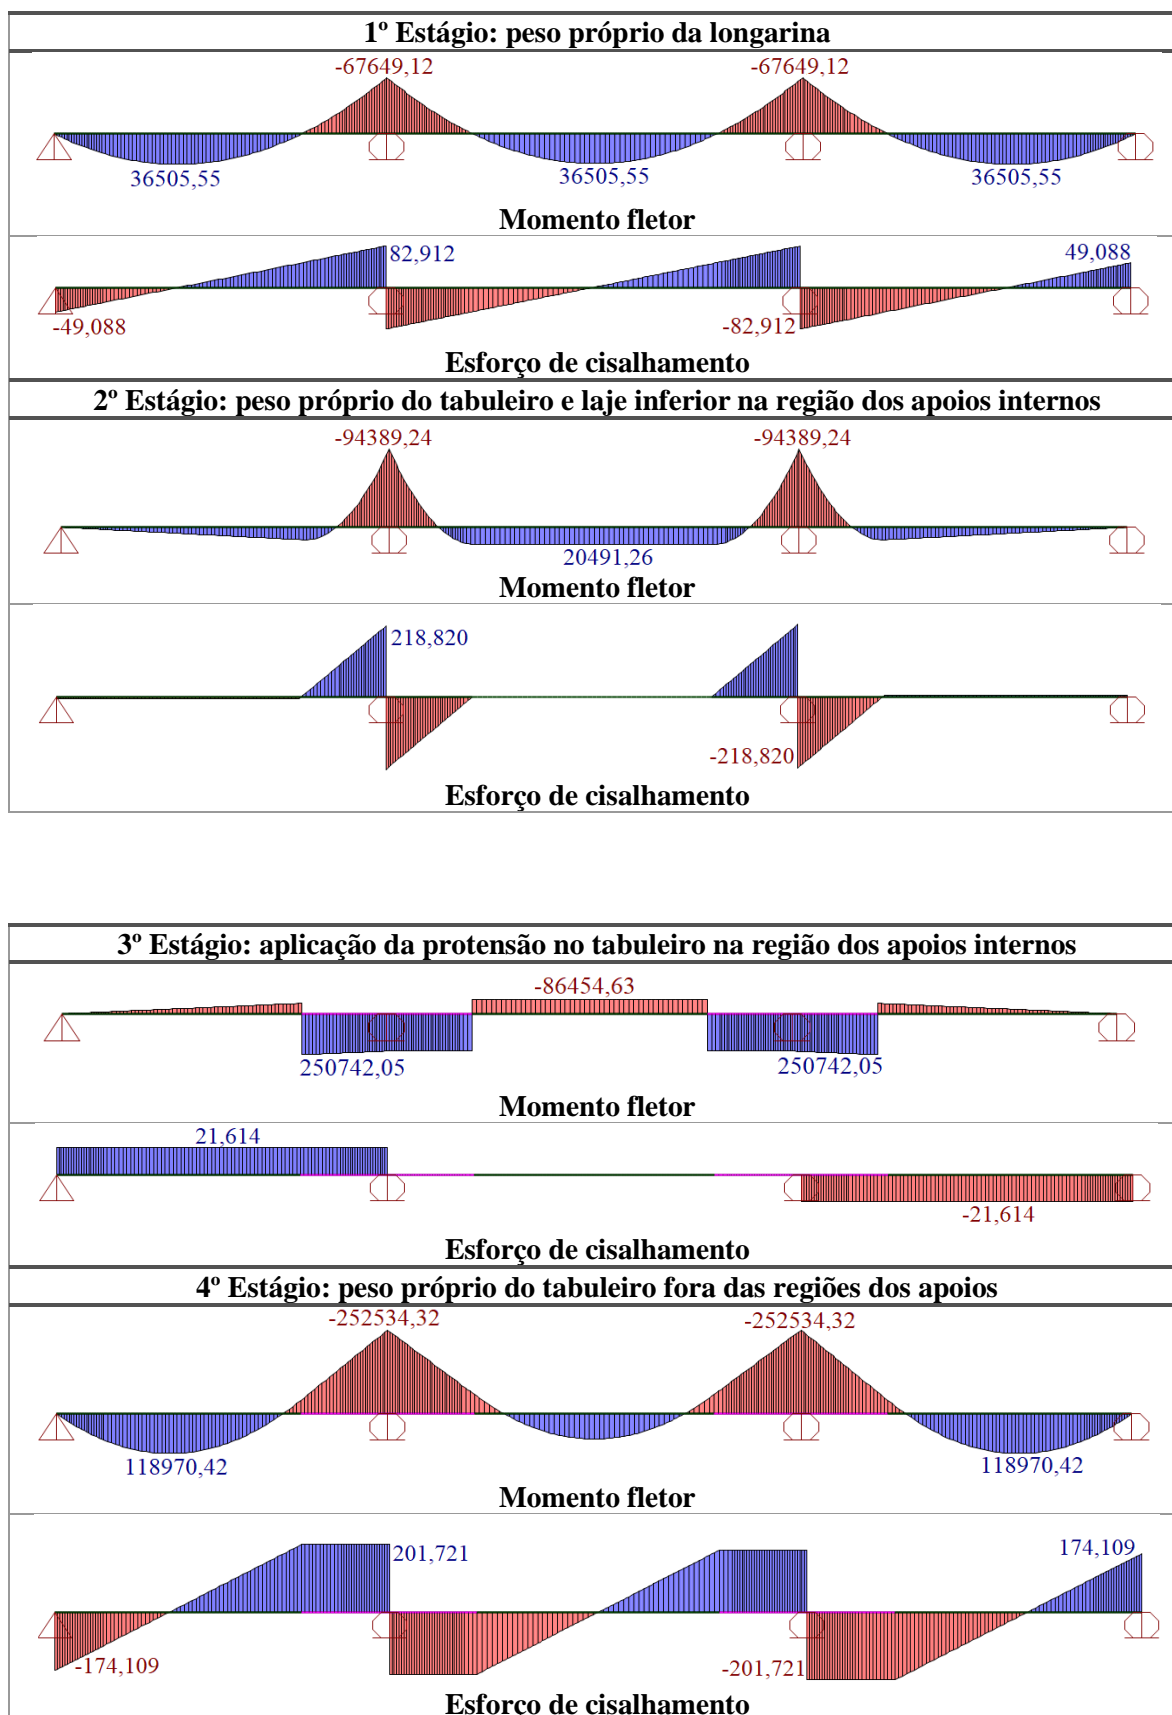 1º Estágio: peso próprio da longarina
-67649,12 -67649,12
36505,55 36505,55 36505,55
Momento fletor
82,912 49,088
-49,088 -82,912
Esforço de cisalhamento
2º Estágio: peso próprio do tabuleiro e laje inferior na região dos apoios internos
-94389,24 -94389,24
20491,26
Momento fletor
218,820
-218,820
Esforço de cisalhamento
3º Estágio: aplicação da protensão no tabuleiro na região dos apoios internos
-86454,63
250742,05 250742,05
Momento fletor
21,614
-21,614
Esforço de cisalhamento
4º Estágio: peso próprio do tabuleiro fora das regiões dos apoios
-252534,32 -252534,32
118970,42 118970,42
Momento fletor
201,721 174,109
-174,109 -201,721
Esforço de cisalhamento